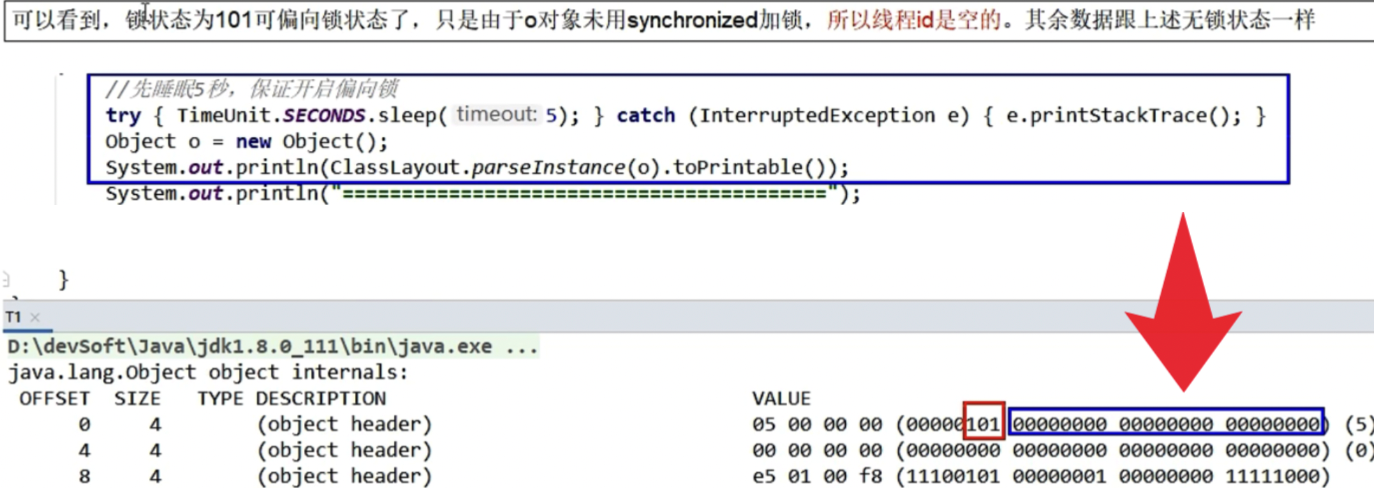 可以看到，锁状态为101可偏向锁状态了，只是由于o对象未用synchronized加锁，所以线程id是空的。其余数据跟上述无锁状态一样
//先睡眠5秒，保证开启偏向锁
try { TimeUnit.SECONDS.sleep( timeout: 5); } catch (InterruptedException e) { e.printStackTrace(); }
Object o = new Object();
System.out.println(ClassLayout.parseInstance(o).toPrintable());
System.out.println("=========================================");
}
T1
D:\devSoft\Java\jdk1.8.0_111\bin\java.exe ...
java.lang.Object object internals:
OFFSET SIZE TYPE DESCRIPTION VALUE
0 4 (object header) 05 00 00 00 (00000101 00000000 00000000 00000000) (5)
4 4 (object header) 00 00 00 00 (00000000 00000000 00000000 00000000) (0)
8 4 (object header) e5 01 00 f8 (11100101 00000001 00000000 11111000)